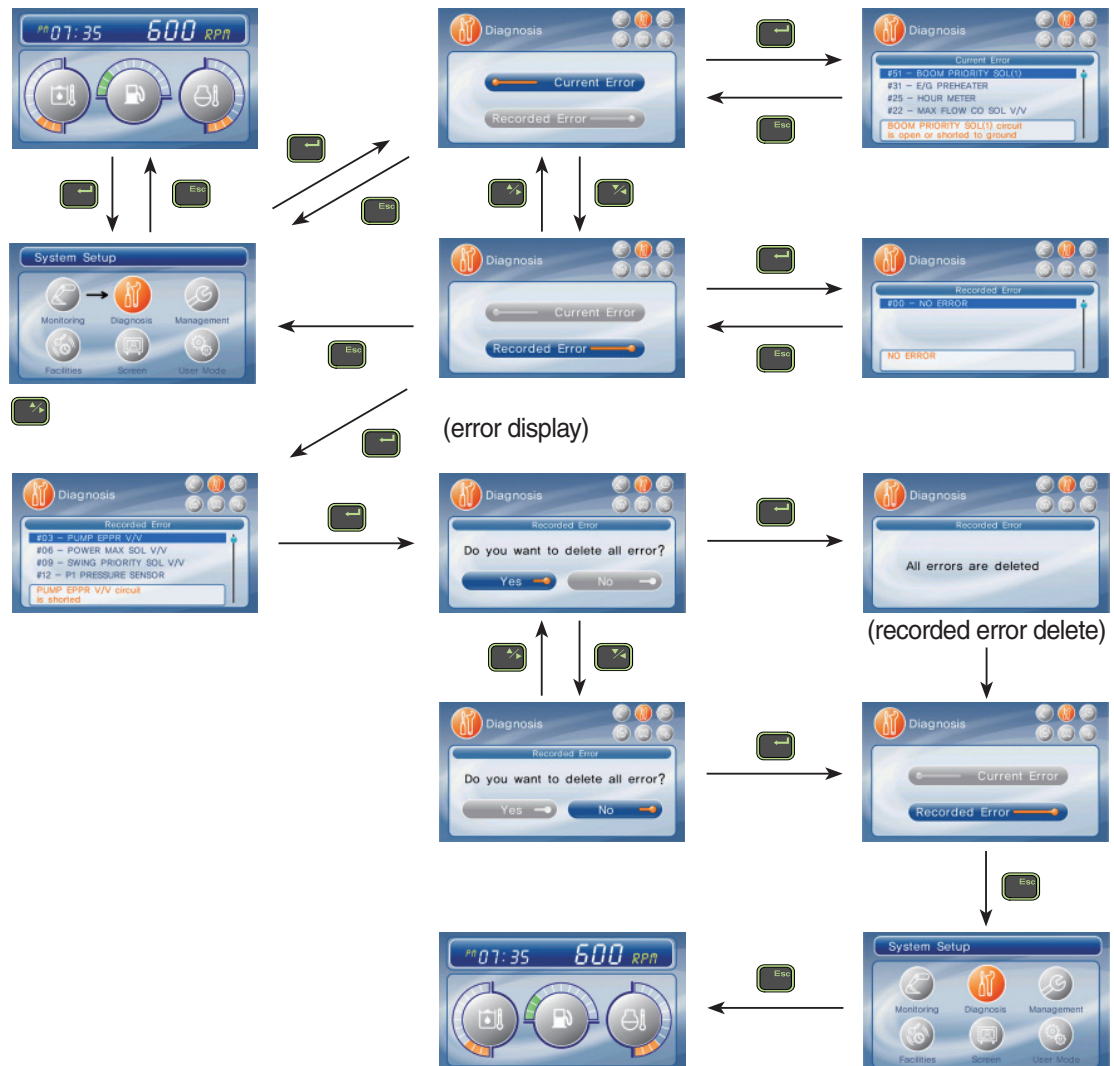 PM 07:35 600 RPM
Diagnosis
Current Error
Recorded Error
Diagnosis
Current Error
#51 - BOOM PRIORITY SOL(1)
#31 - E/G PREHEATER
#25 - HOUR METER
#22 - MAX FLOW CO SOL V/V
BOOM PRIORITY SOL(1) circuit
is open or shorted to ground
Esc
Esc
Esc
System Setup
Monitoring Diagnosis Management
Facilities Screen User Mode
Diagnosis
Current Error
Recorded Error
Diagnosis
Recorded Error
#00 - NO ERROR
NO ERROR
Esc
Esc
(error display)
Diagnosis
Recorded Error
#03 - PUMP EPPR V/V
#06 - POWER MAX SOL V/V
#09 - SWING PRIORITY SOL V/V
#12 - P1 PRESSURE SENSOR
PUMP EPPR V/V circuit
is shorted
Diagnosis
Recorded Error
Do you want to delete all error?
Yes No
Diagnosis
Recorded Error
All errors are deleted
(recorded error delete)
Diagnosis
Recorded Error
Do you want to delete all error?
Yes No
Diagnosis
Current Error
Recorded Error
Esc
PM 07:35 600 RPM
Esc
System Setup
Monitoring Diagnosis Management
Facilities Screen User Mode